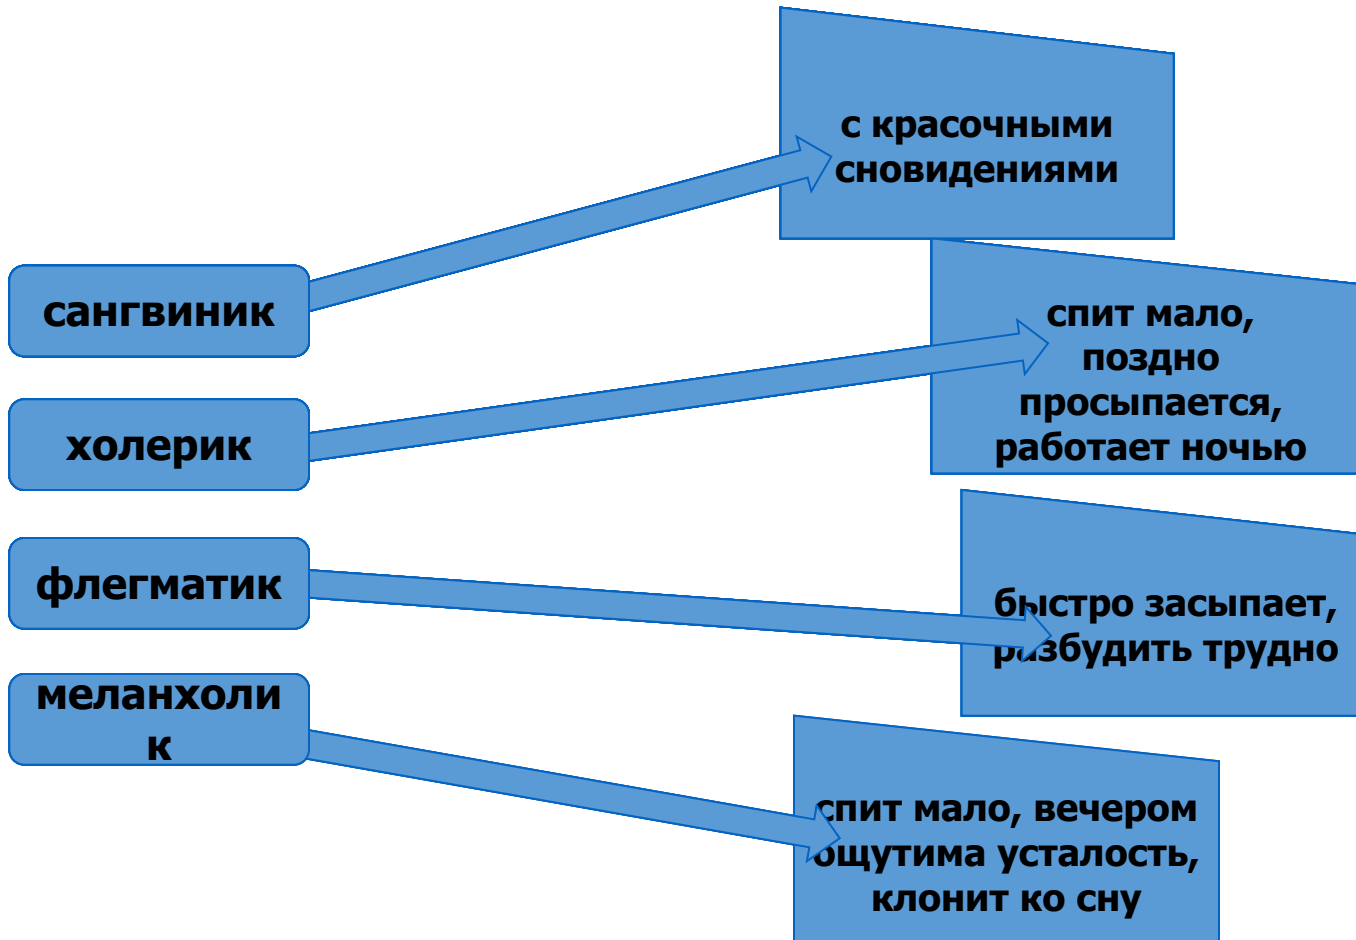 сангвиник
с красочными
сновидениями
холерик
спит мало,
поздно
просыпается,
работает ночью
флегматик
быстро засыпает,
разбудить трудно
меланхоли
к
спит мало, вечером
ощутима усталость,
клонит ко сну